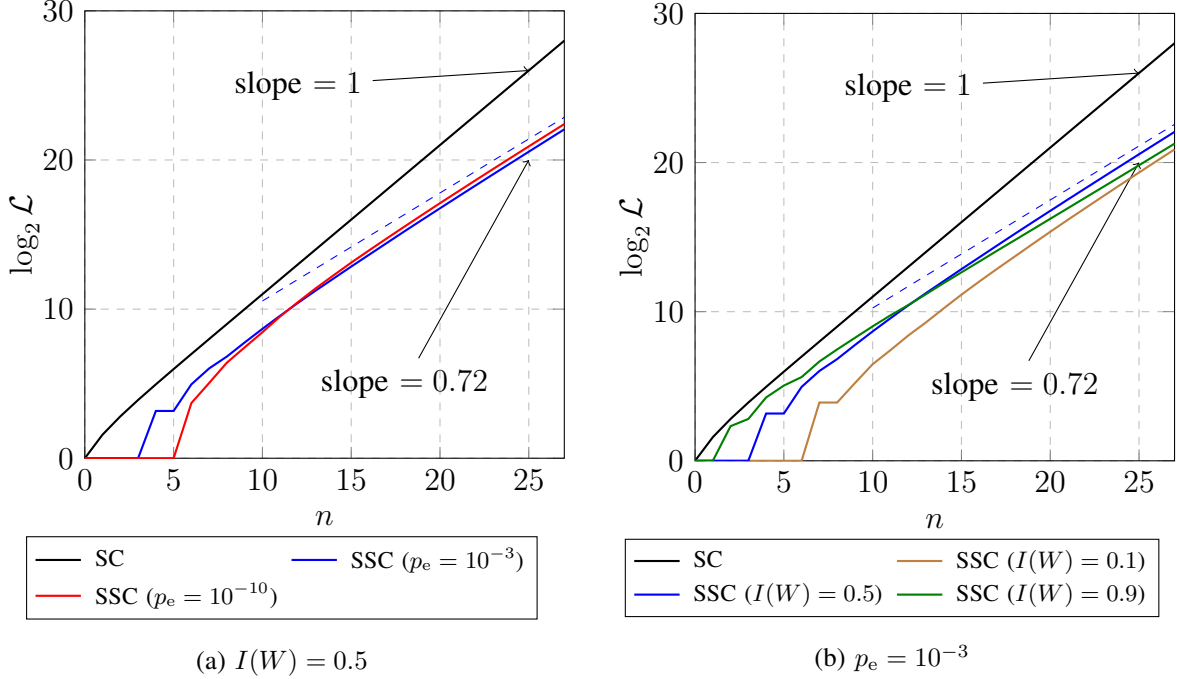 30
20
10
0
0 5 10 15 20 25
log₂ ℒ
n
slope = 1
slope = 0.72
SC
SSC (pₑ = 10⁻³)
SSC (pₑ = 10⁻¹⁰)
(a) I(W) = 0.5
30
20
10
0
0 5 10 15 20 25
log₂ ℒ
n
slope = 1
slope = 0.72
SC
SSC (I(W) = 0.1)
SSC (I(W) = 0.5)
SSC (I(W) = 0.9)
(b) pₑ = 10⁻³